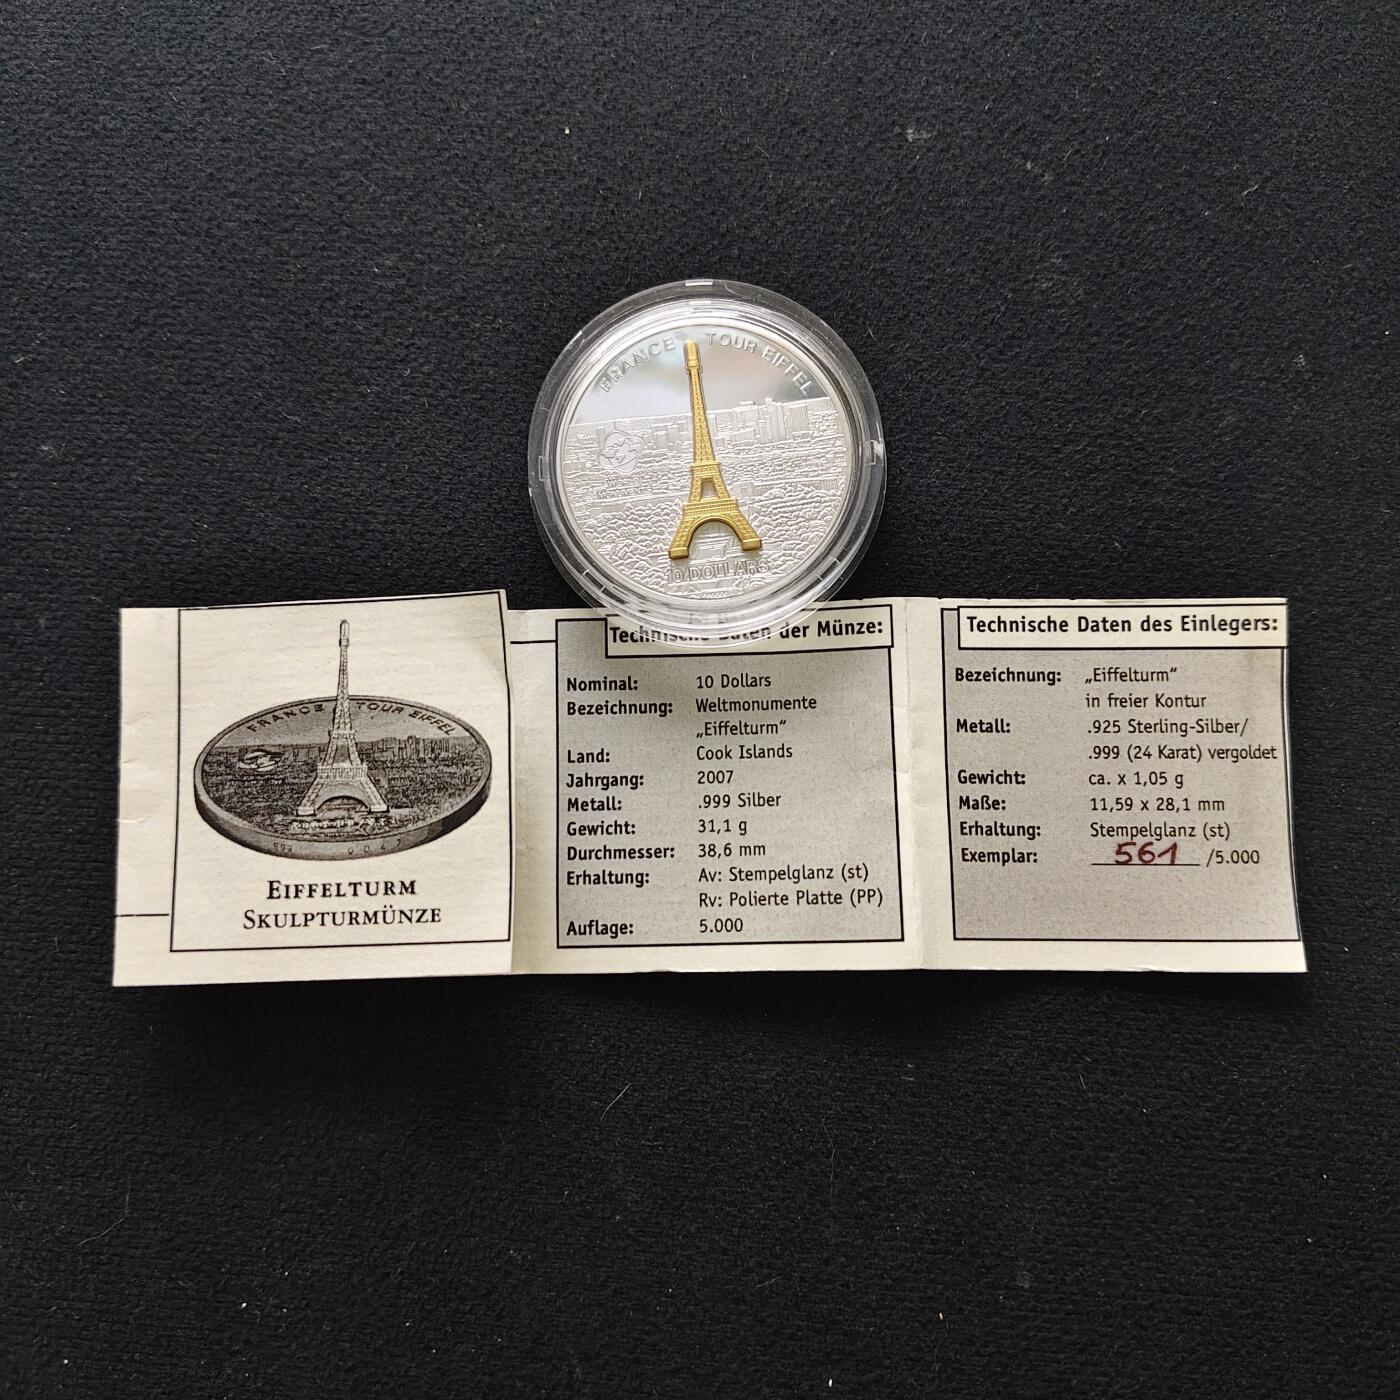 FRANCE TOUR EIFFEL
10 DOLLARS
FRANCE TOUR EIFFEL
999
EIFFELTURM
SKULPTURMÜNZE
Technische Daten der Münze:
Nominal: 10 Dollars
Bezeichnung: Weltmonumente
„Eiffelturm“
Land: Cook Islands
Jahrgang: 2007
Metall: .999 Silber
Gewicht: 31,1 g
Durchmesser: 38,6 mm
Erhaltung: Av: Stempelglanz (st)
Rv: Polierte Platte (PP)
Auflage: 5.000
Technische Daten des Einlegers:
Bezeichnung: „Eiffelturm“
in freier Kontur
Metall: .925 Sterling-Silber/
.999 (24 Karat) vergoldet
Gewicht: ca. x 1,05 g
Maße: 11,59 x 28,1 mm
Erhaltung: Stempelglanz (st)
Exemplar: 561 /5.000